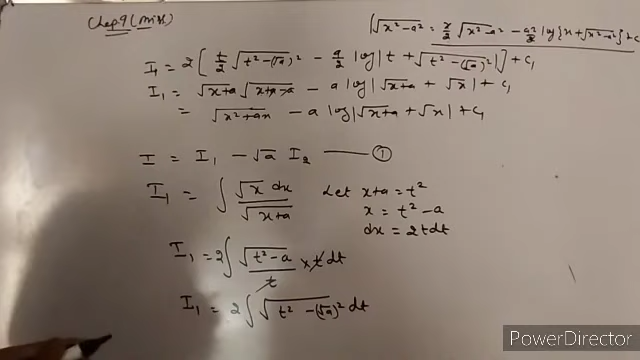 Chap.9 (Misc)
∫√x²-a² = x/2 √x²-a² - a²/2 log{x+√x²-a²}+c
I₁ = 2[t/2 √t²-(√a)² - a/2 log|t + √t²-(√a)²|] + c₁
I₁ = √x+a √x+a-a - a log|√x+a + √x| + c₁
= √x²+ax - a log|√x+a + √x| + c₁
I = I₁ - √a I₂ —— ①
I₁ = ∫ √x dx / √x+a Let x+a = t²
x = t² - a
dx = 2tdt
I₁ = 2∫ √t²-a / t × t dt
I₁ = 2∫ √t² - (√a)² dt
PowerDirector